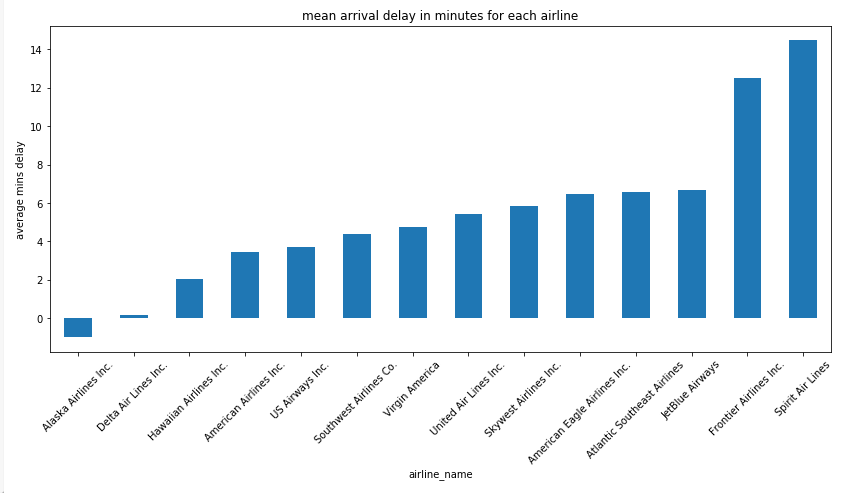 mean arrival delay in minutes for each airline
average mins delay
14
12
10
8
6
4
2
0
Alaska Airlines Inc.
Delta Air Lines Inc.
Hawaiian Airlines Inc.
American Airlines Inc.
US Airways Inc.
Southwest Airlines Co.
Virgin America
United Air Lines Inc.
Skywest Airlines Inc.
American Eagle Airlines Inc.
Atlantic Southeast Airlines
JetBlue Airways
Frontier Airlines Inc.
Spirit Air Lines
airline_name